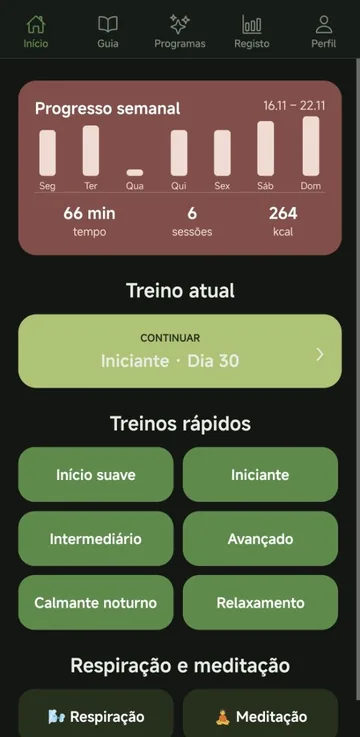 Início
Guia
Programas
Registo
Perfil
Progresso semanal
16.11 – 22.11
Seg
Ter
Qua
Qui
Sex
Sáb
Dom
66 min
6
264
tempo
sessões
kcal
Treino atual
CONTINUAR
Iniciante · Dia 30
Treinos rápidos
Início suave
Iniciante
Intermediário
Avançado
Calmante noturno
Relaxamento
Respiração e meditação
🌬️ Respiração
🧘 Meditação